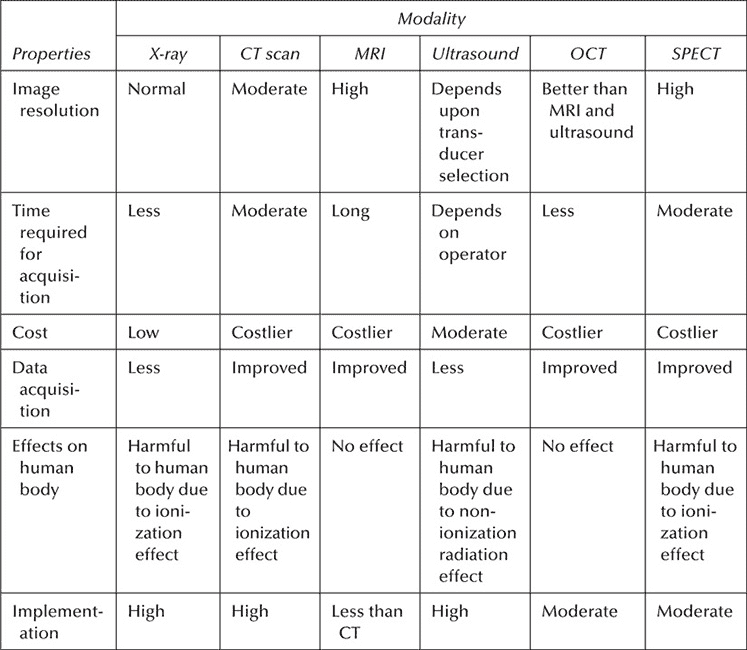 Modality
Properties X-ray CT scan MRI Ultrasound OCT SPECT
Image Normal Moderate High Depends Better than High
resolution upon MRI and
trans- ultrasound
ducer
selection
Time Less Moderate Long Depends Less Moderate
required on
for operator
acquisi-
tion
Cost Low Costlier Costlier Moderate Costlier Costlier
Data Less Improved Improved Less Improved Improved
acquisi-
tion
Effects on Harmful Harmful to No effect Harmful to No effect Harmful to
human to human human human human
body body due body due body due body due
to ioni- to to non- to ioni-
zation ionization ionization zation
effect effect radiation effect
effect
Implement- High High Less than High Moderate Moderate
ation CT